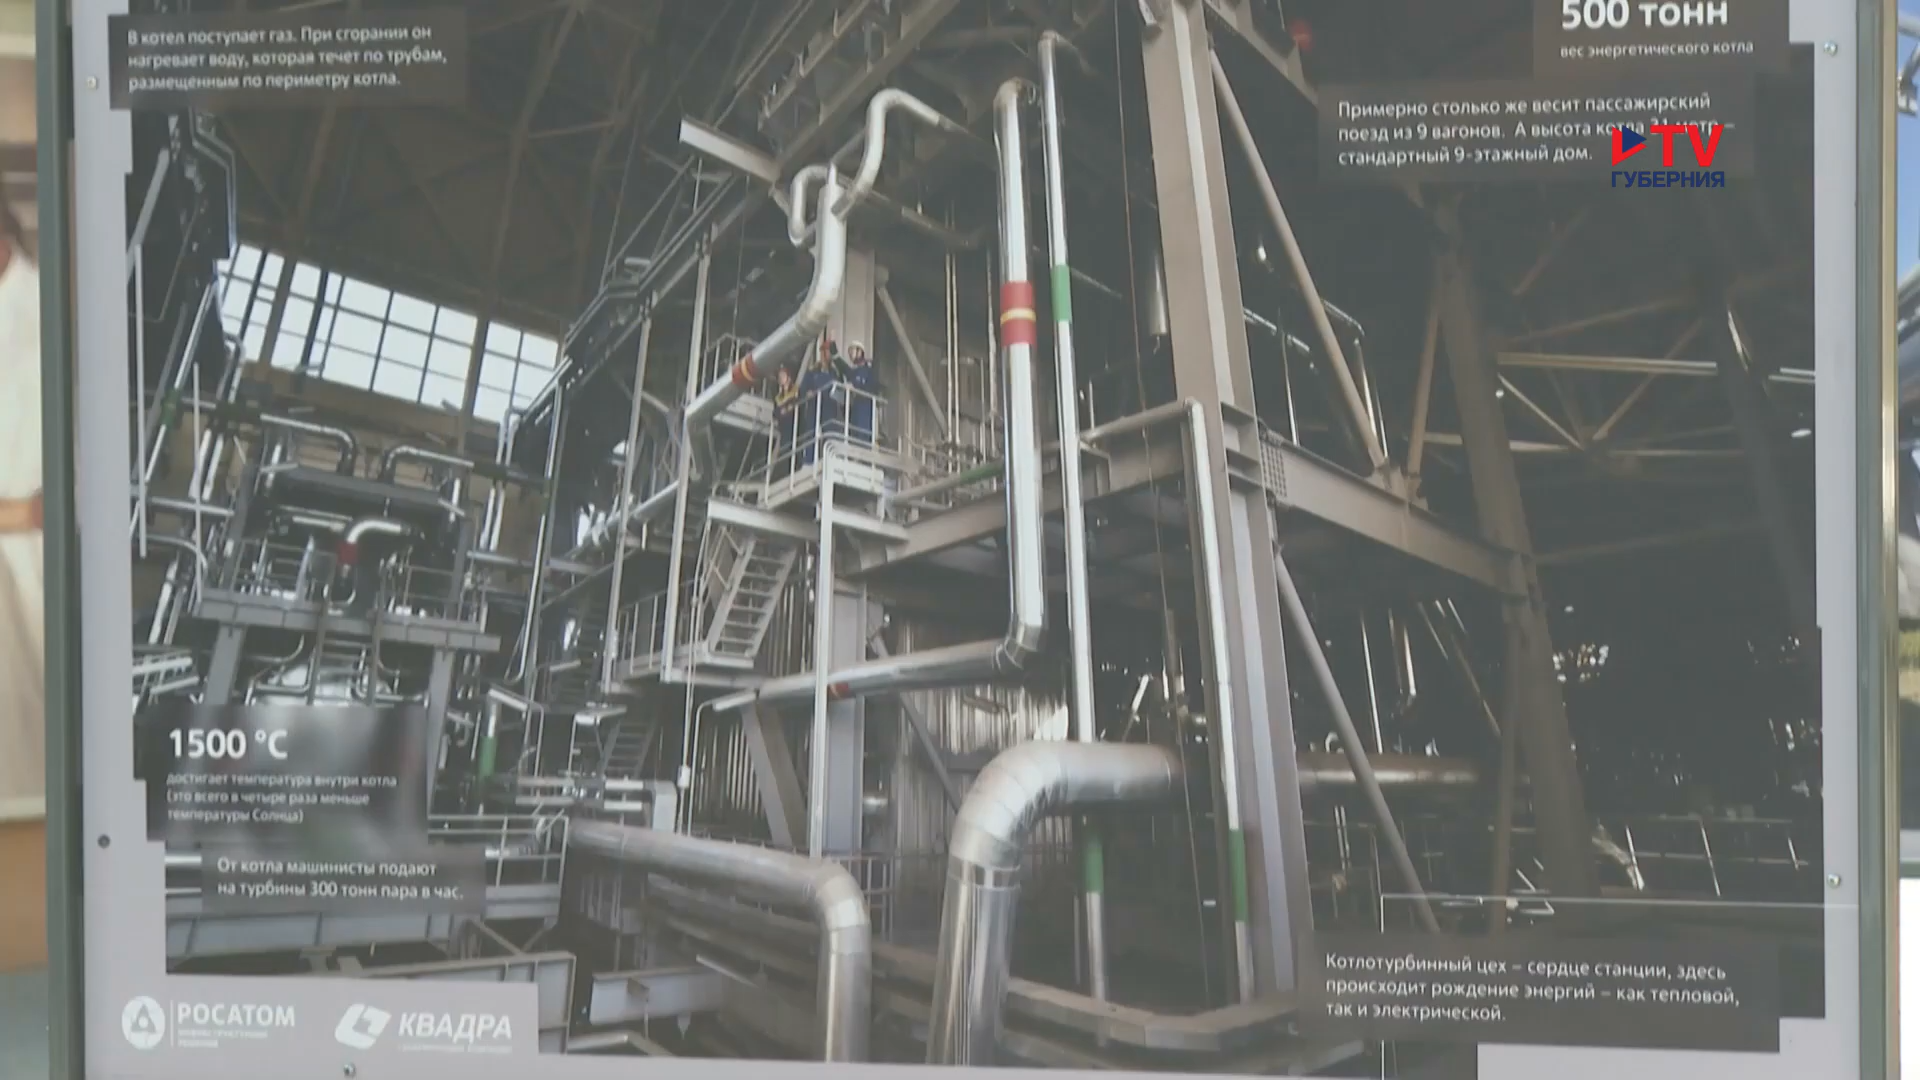 В котел поступает газ. При сгорании он
нагревает воду, которая течет по трубам,
размещенным по периметру котла.
500 тонн
вес энергетического котла
Примерно столько же весит пассажирский
поезд из 9 вагонов. А высота котла 31 метр –
стандартный 9-этажный дом.
TV
ГУБЕРНИЯ
1500 °C
достигает температура внутри котла
(это всего в четыре раза меньше
температуры Солнца)
От котла машинисты подают
на турбины 300 тонн пара в час.
Котлотурбинный цех – сердце станции, здесь
происходит рождение энергий – как тепловой,
так и электрической.
РОСАТОМ
КВАДРА